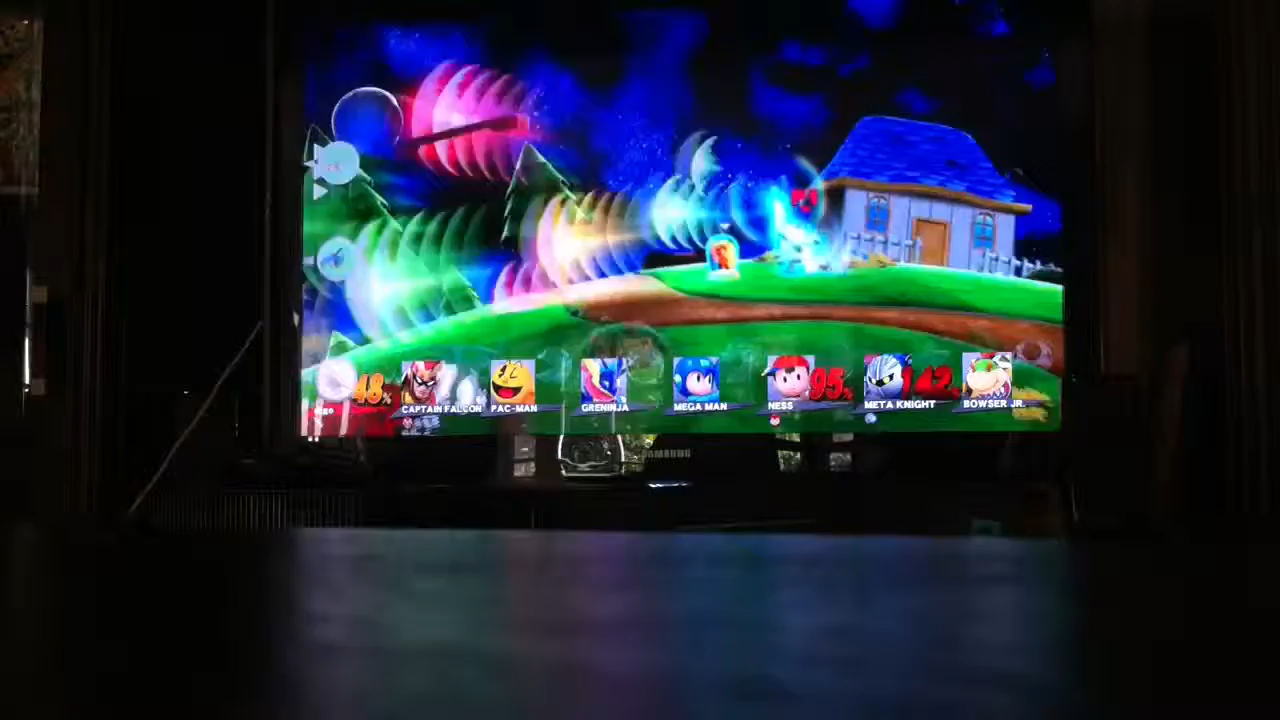 48%
CAPTAIN FALCON
PAC-MAN
GRENINJA
MEGA MAN
NESS
95%
META KNIGHT
142%
BOWSER JR.
SAMSUNG